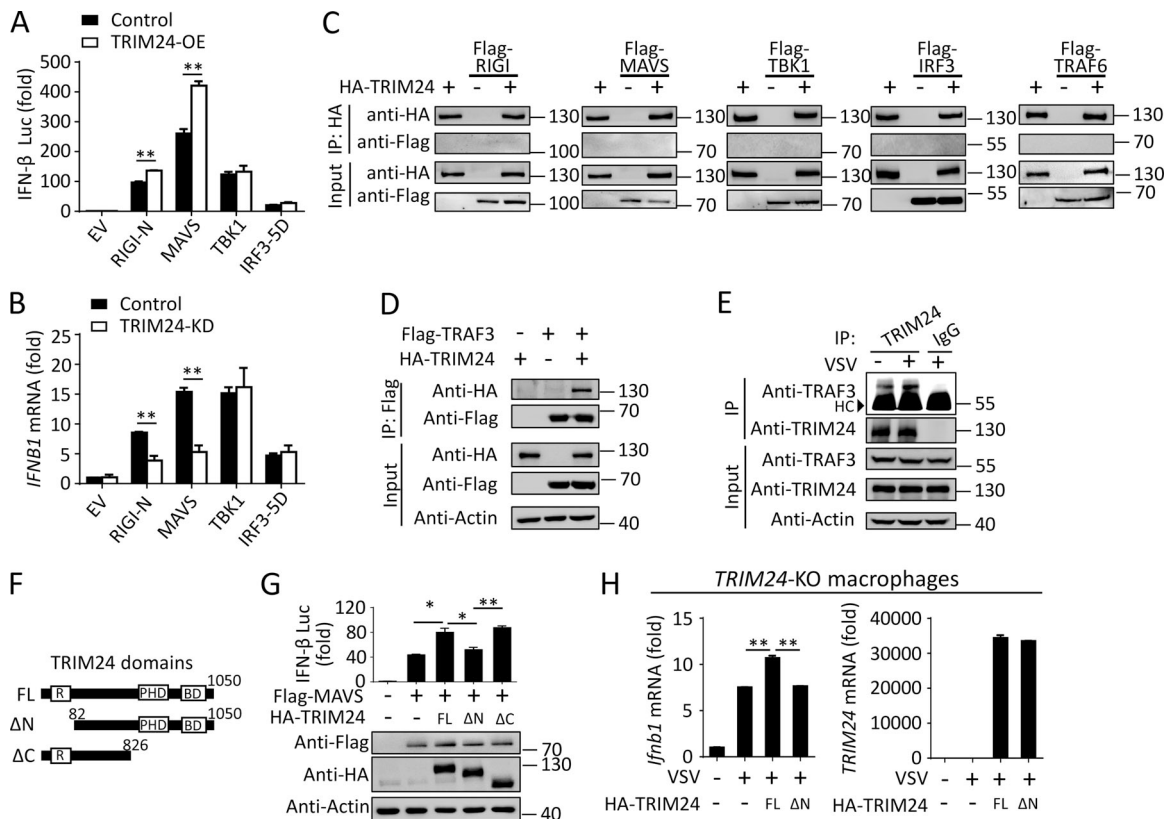 A
Control
TRIM24-OE
IFN-β Luc (fold)
500
400
300
200
100
0
**
**
EV
RIGI-N
MAVS
TBK1
IRF3-5D
B
Control
TRIM24-KD
IFNB1 mRNA (fold)
25
20
15
10
5
0
**
**
EV
RIGI-N
MAVS
TBK1
IRF3-5D
C
Flag-RIGI
Flag-MAVS
Flag-TBK1
Flag-IRF3
Flag-TRAF6
HA-TRIM24 + - + + - + + - + + - + + - +
IP: HA
anti-HA 130 130 130 130 130
anti-Flag 100 70 70 55 70
Input
anti-HA 130 130 130 130 130
anti-Flag 100 70 70 55 70
D
Flag-TRAF3 - + +
HA-TRIM24 + - +
IP: Flag
Anti-HA 130
Anti-Flag 70
Input
Anti-HA 130
Anti-Flag 70
Anti-Actin 40
E
IP: TRIM24 IgG
VSV - + +
IP
Anti-TRAF3
HC 55
Anti-TRIM24 130
Input
Anti-TRAF3 55
Anti-TRIM24 130
Anti-Actin 40
F
TRIM24 domains
FL R PHD BD 1050
ΔN 82 PHD BD 1050
ΔC R 826
G
IFN-β Luc (fold)
120
80
40
0
* * **
Flag-MAVS - + + + +
HA-TRIM24 - - FL ΔN ΔC
Anti-Flag 70
Anti-HA 130
Anti-Actin 40
H
TRIM24-KO macrophages
Ifnb1 mRNA (fold)
15
10
5
0
** **
VSV - + + +
HA-TRIM24 - - FL ΔN
TRIM24 mRNA (fold)
40000
30000
20000
10000
0
VSV - + + +
HA-TRIM24 - - FL ΔN